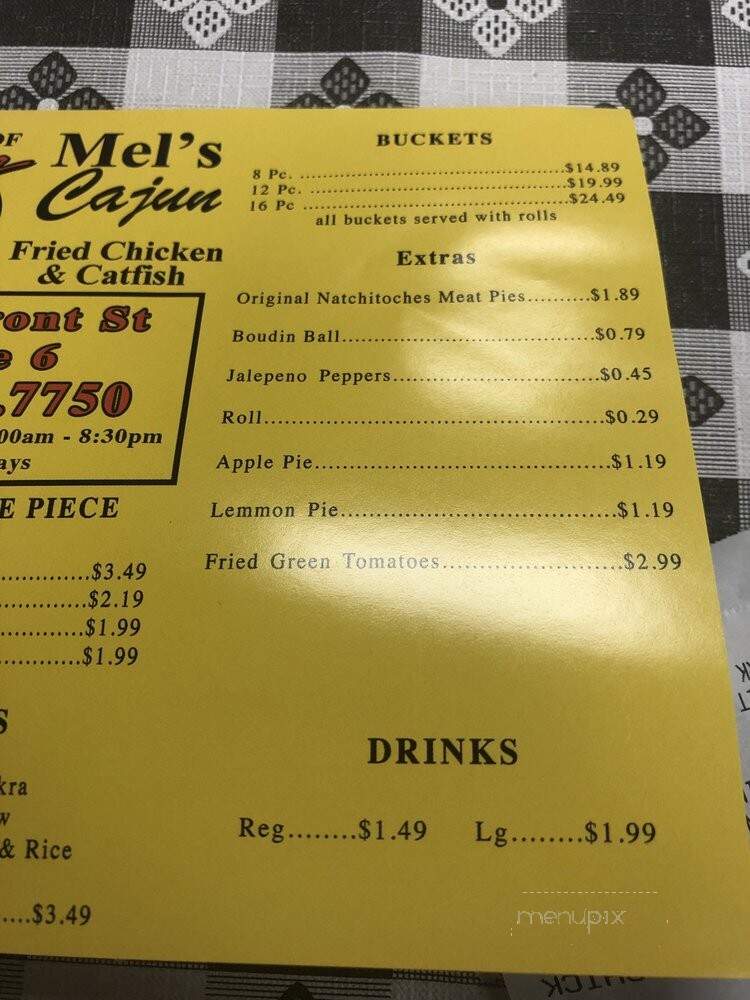 OF
Mel's
Cajun
Fried Chicken
& Catfish
ront St
e 6
.7750
00am - 8:30pm
ays
E PIECE
..............$3.49
..............$2.19
..............$1.99
..............$1.99
S
kra
w
& Rice
....$3.49
BUCKETS
8 Pc. ..........................................$14.89
12 Pc. ........................................$19.99
16 Pc .........................................$24.49
all buckets served with rolls
Extras
Original Natchitoches Meat Pies..........$1.89
Boudin Ball.....................................$0.79
Jalepeno Peppers..............................$0.45
Roll.................................................$0.29
Apple Pie.........................................$1.19
Lemmon Pie.....................................$1.19
Fried Green Tomatoes........................$2.99
DRINKS
Reg........$1.49 Lg........$1.99
menupix